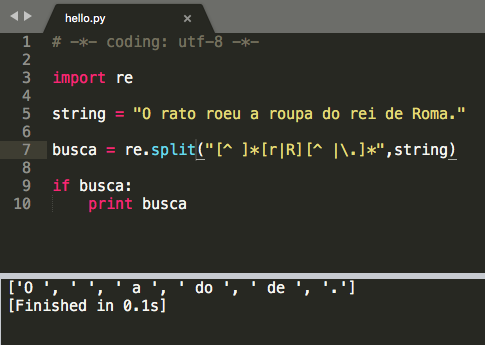 hello.py ×
1 # -*- coding: utf-8 -*-
2
3 import re
4
5 string = "O rato roeu a roupa do rei de Roma."
6
7 busca = re.split("[^ ]*[r|R][^ |\.]*",string)
8
9 if busca:
10 print busca
['O ', ' ', ' a ', ' do ', ' de ', '.']
[Finished in 0.1s]